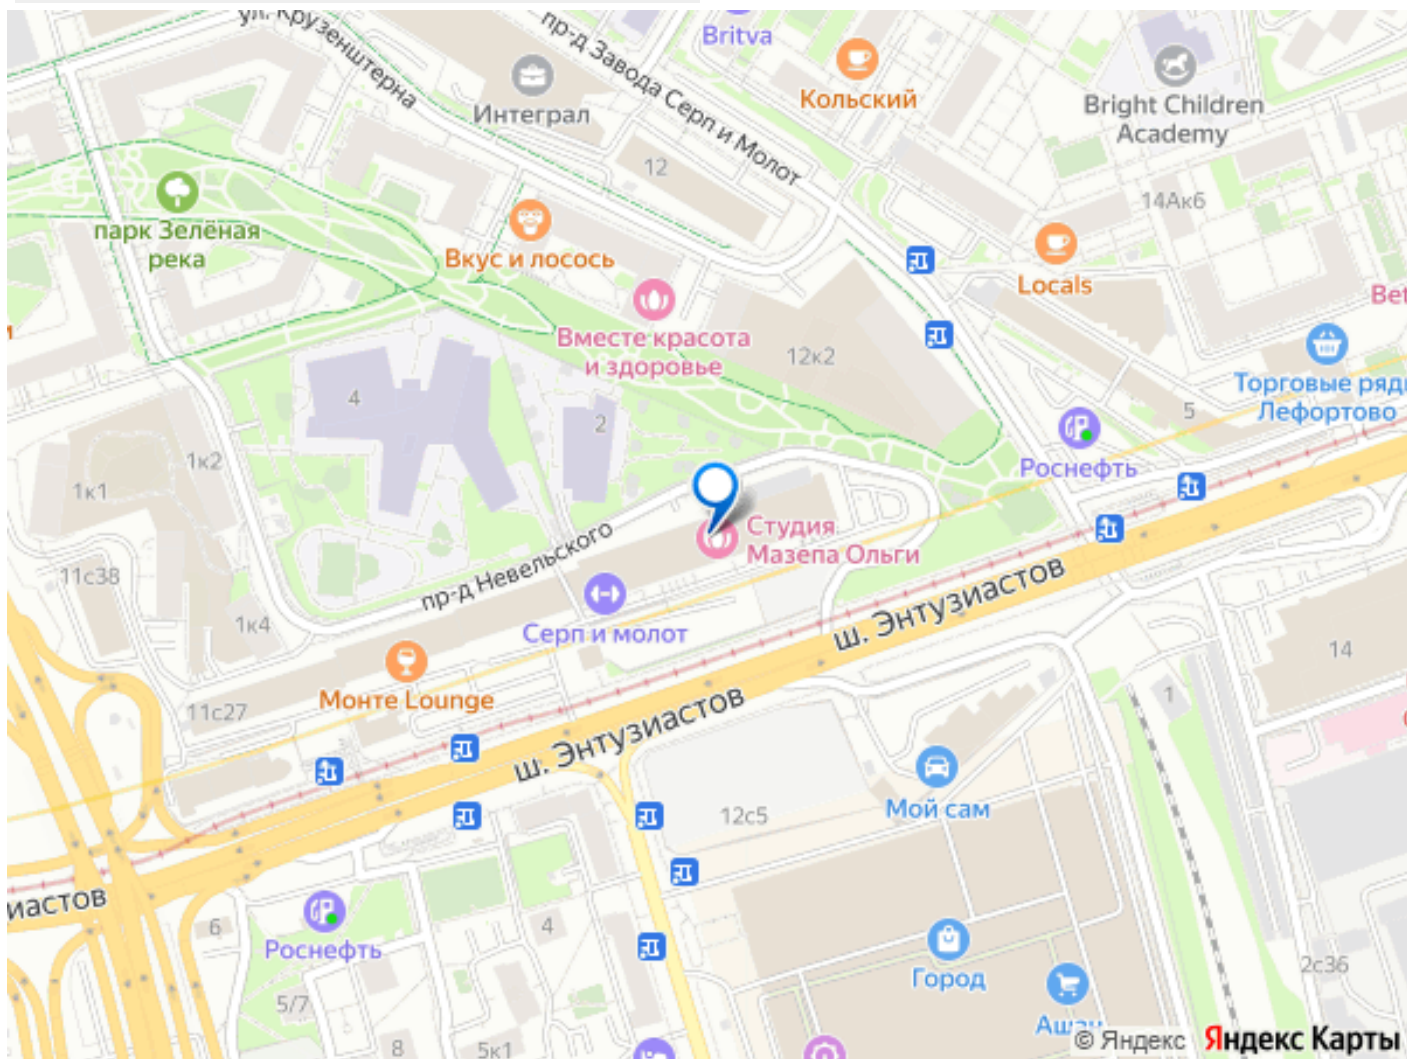 ул. Крузенштерна
пр-д Завода Серп и Молот
Britva
Кольский
Bright Children
Academy
Интеграл
12
14Ак6
парк Зелёная
река
Вкус и лосось
Locals
Bet
Вместе красота
и здоровье
12к2
Торговые ряды
Лефортово
4
2
5
Роснефть
1к2
1к1
Студия
Мазепа Ольги
пр-д Невельского
11с38
1к4
Серп и молот
ш. Энтузиастов
14
Монте Lounge
11с27
1
ш. Энтузиастов
Мой сам
12с5
иастов
6
Роснефть
4
Город
2с36
5/7
Ашан
8
5к1
© Яндекс Яндекс Карты